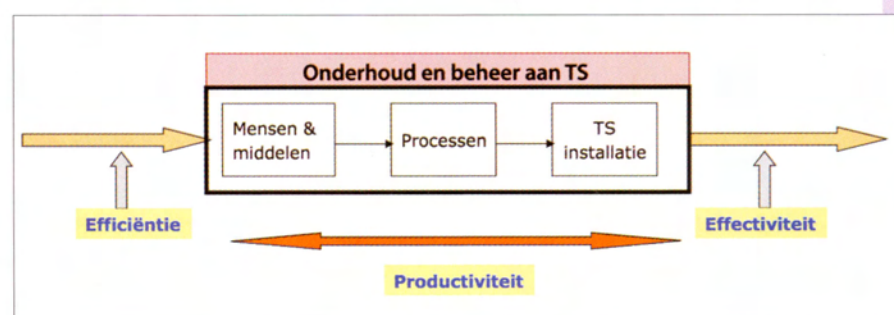 Onderhoud en beheer aan TS
Mensen &
middelen
Processen
TS
installatie
Efficiëntie
Effectiviteit
Productiviteit